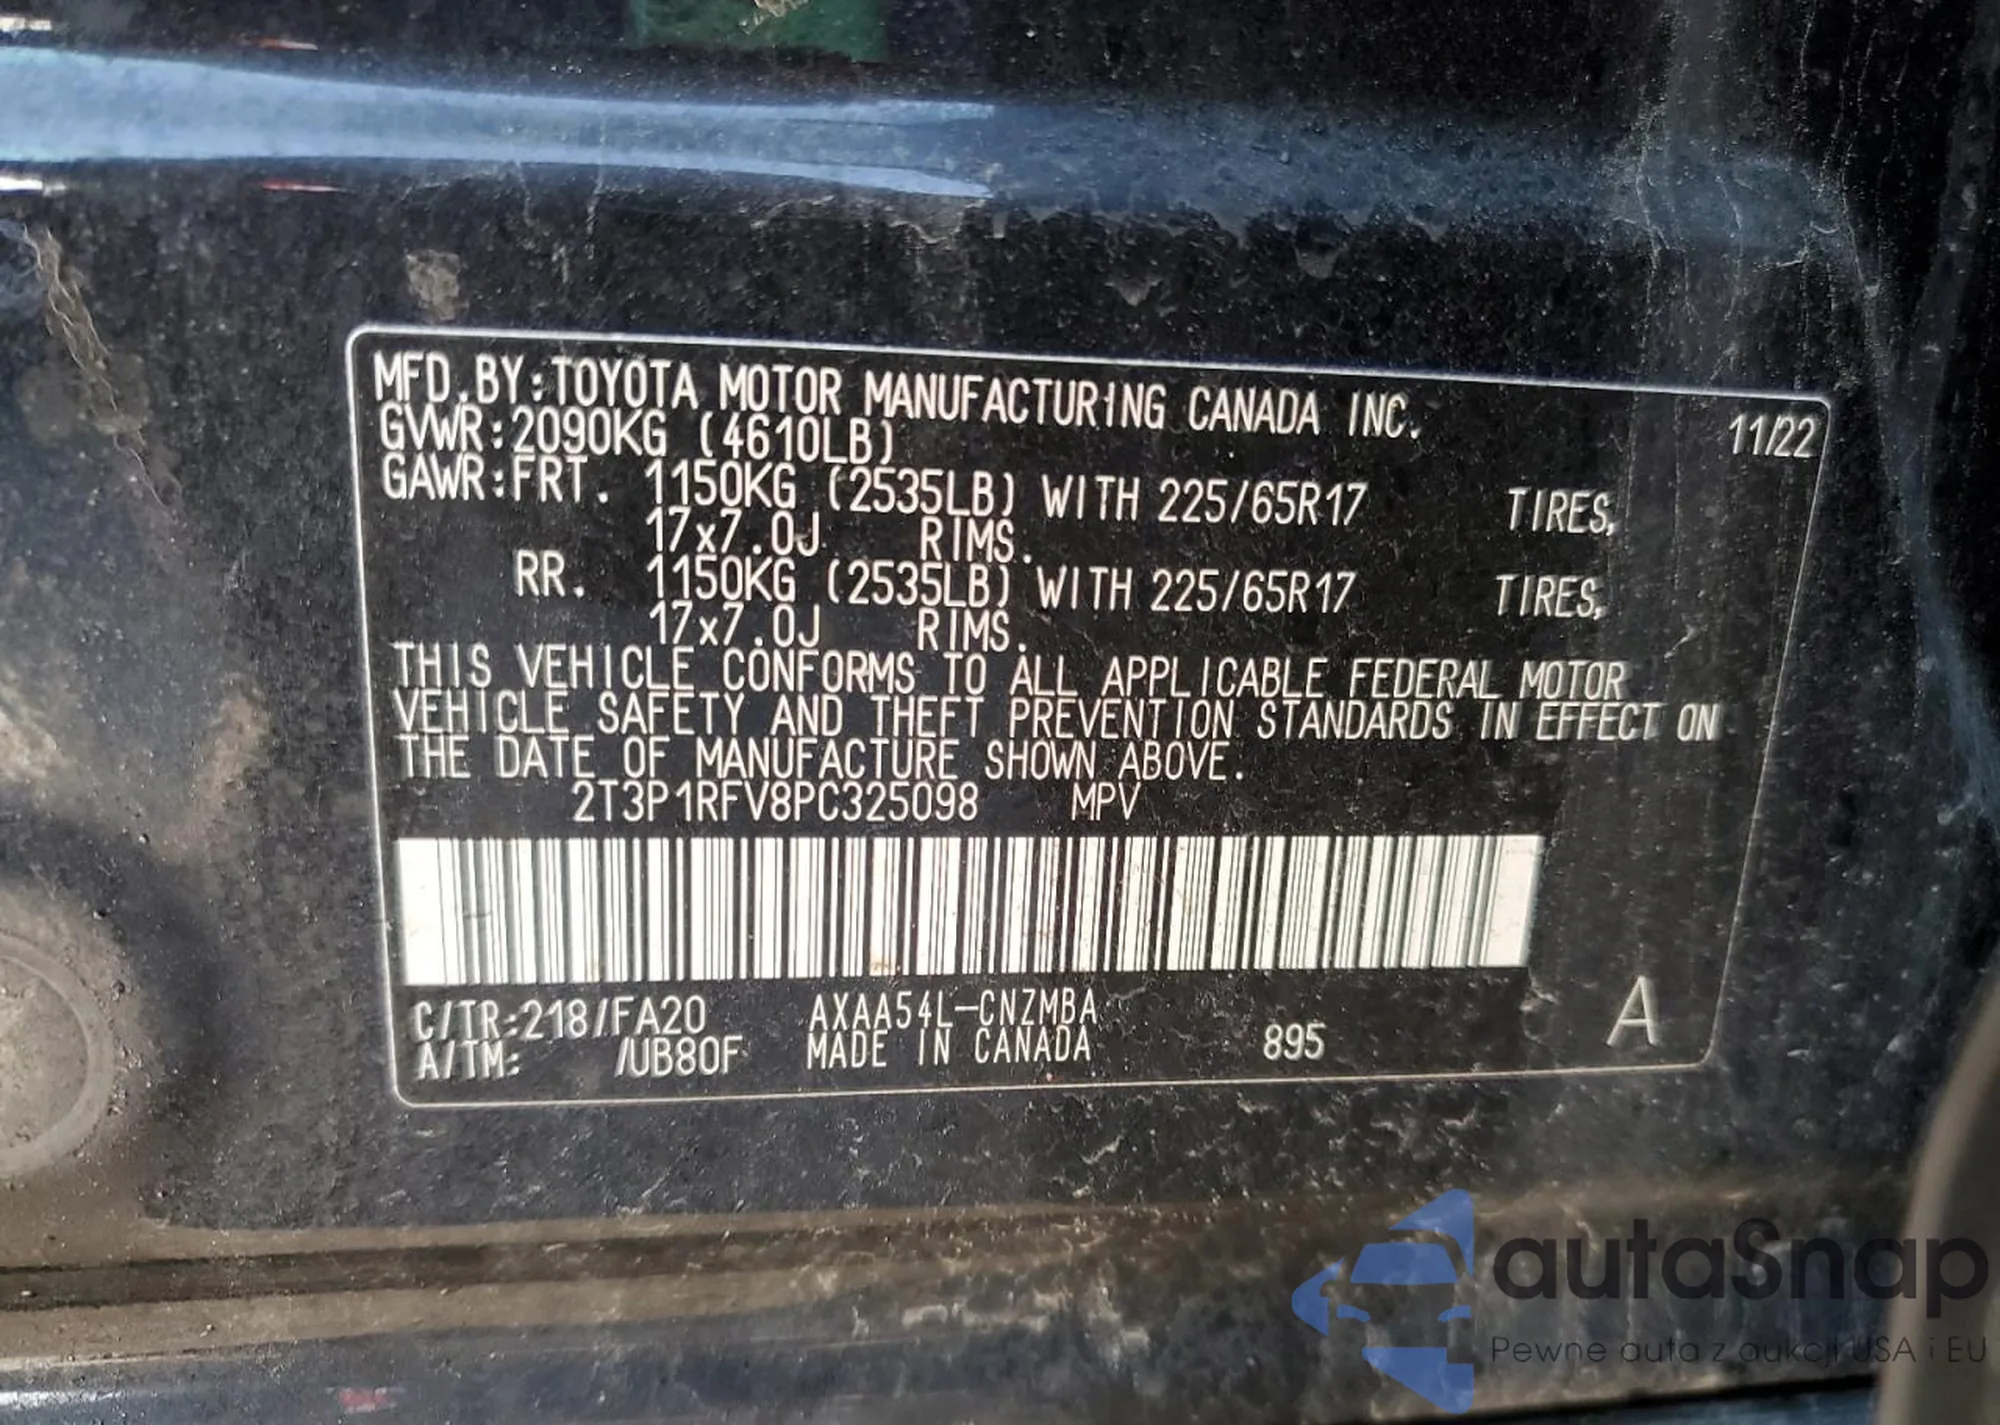 MFD.BY:TOYOTA MOTOR MANUFACTURING CANADA INC.
11/22
GVWR:2090KG (4610LB)
GAWR:FRT. 1150KG (2535LB) WITH 225/65R17 TIRES,
17x7.0J RIMS.
RR. 1150KG (2535LB) WITH 225/65R17 TIRES,
17x7.0J RIMS.
THIS VEHICLE CONFORMS TO ALL APPLICABLE FEDERAL MOTOR
VEHICLE SAFETY AND THEFT PREVENTION STANDARDS IN EFFECT ON
THE DATE OF MANUFACTURE SHOWN ABOVE.
2T3P1RFV8PC325098 MPV
C/TR:218/FA20 AXAA54L-CNZMBA
A/TM: /UB80F MADE IN CANADA 895 A
autaSnap
Pewne auta z aukcji USA i EU